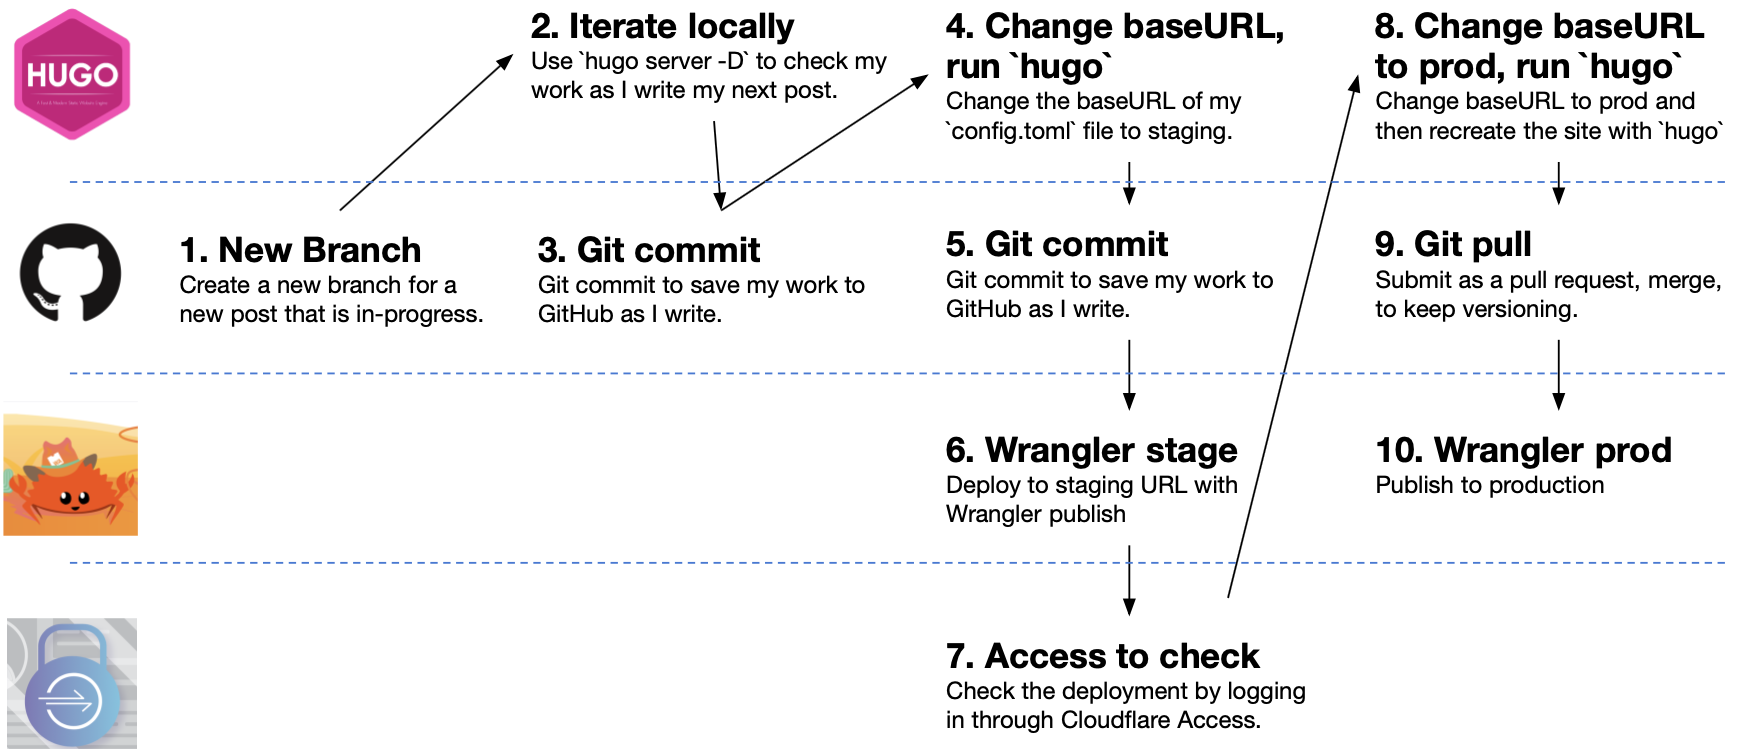 HUGO
2. Iterate locally
Use `hugo server -D` to check my
work as I write my next post.
4. Change baseURL,
run `hugo`
Change the baseURL of my
`config.toml` file to staging.
8. Change baseURL
to prod, run `hugo`
Change baseURL to prod and
then recreate the site with `hugo`
1. New Branch
Create a new branch for a
new post that is in-progress.
3. Git commit
Git commit to save my work to
GitHub as I write.
5. Git commit
Git commit to save my work to
GitHub as I write.
9. Git pull
Submit as a pull request, merge,
to keep versioning.
6. Wrangler stage
Deploy to staging URL with
Wrangler publish
10. Wrangler prod
Publish to production
7. Access to check
Check the deployment by logging
in through Cloudflare Access.